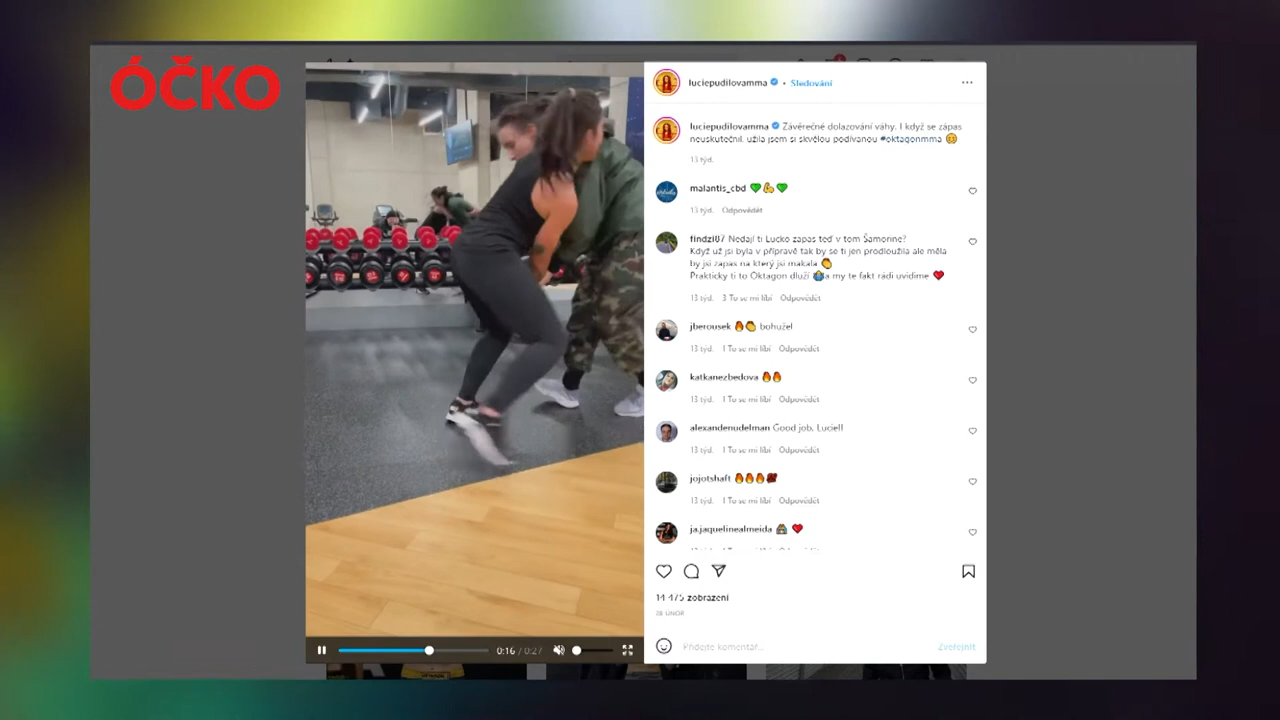 ÓČKO
luciepudilovamma • Sledování
luciepudilovamma Závěrečné dolazování váhy. I když se zápas
neuskutečnil, užila jsem si skvělou podívanou #oktagonmma 😊
13 týd.
malantis_cbd 💚💪💚
13 týd. Odpovědět
findzi87 Nedají ti Lucko zapas teď v tom Šamorine?
Když už jsi byla v přípravě tak by se ti jen prodloužila ale měla
by jsi zapas na který jsi makala 👏
Prakticky ti to Oktagon dluží 🤷a my te fakt rádi uvidime ❤️
13 týd. 3 To se mi líbí Odpovědět
jberousek 🔥👏 bohužel
13 týd. 1 To se mi líbí Odpovědět
katkanezbedova 🔥🔥
13 týd. 1 To se mi líbí Odpovědět
alexandenudelman Good job, Lucie!!
13 týd. 1 To se mi líbí Odpovědět
jojotshaft 🔥🔥🔥
13 týd. 1 To se mi líbí Odpovědět
ja.jaquelinealmeida ❤️
14 475 zobrazení
28 ÚNOR
0:16 / 0:27
Přidejte komentář...
Zveřejnit